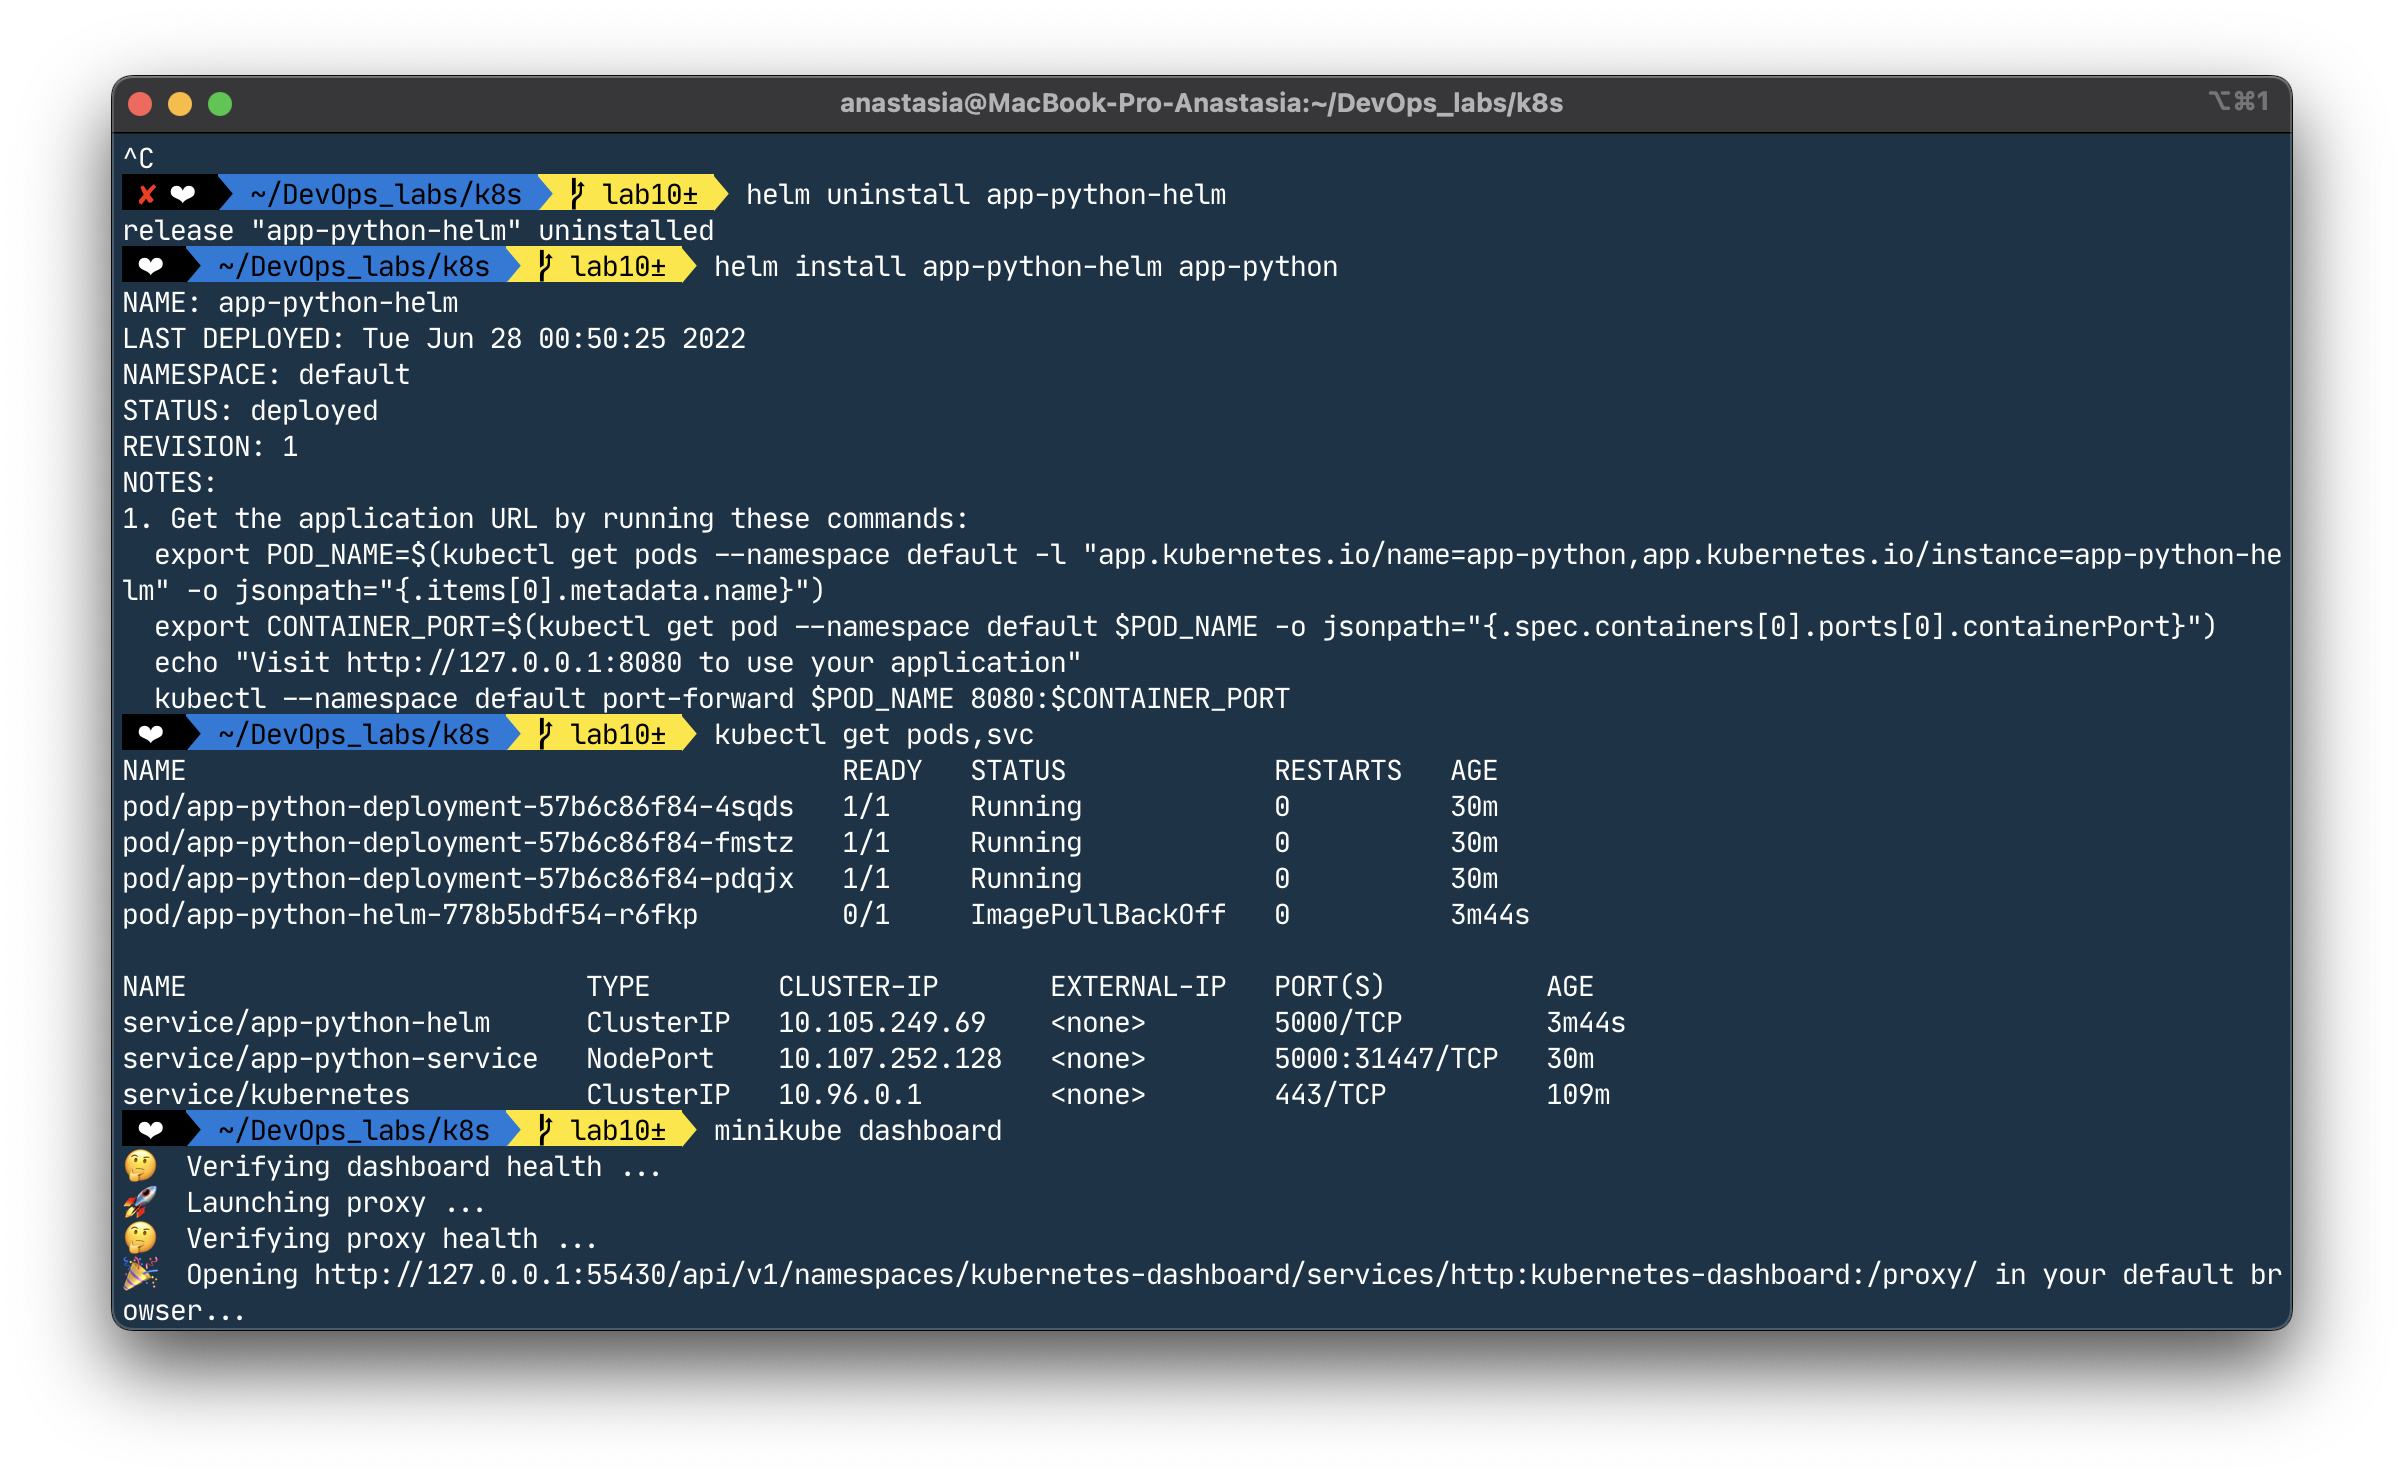 anastasia@MacBook-Pro-Anastasia:~/DevOps_labs/k8s
⌥⌘1
^C
✘ ❤ ~/DevOps_labs/k8s lab10± helm uninstall app-python-helm
release "app-python-helm" uninstalled
❤ ~/DevOps_labs/k8s lab10± helm install app-python-helm app-python
NAME: app-python-helm
LAST DEPLOYED: Tue Jun 28 00:50:25 2022
NAMESPACE: default
STATUS: deployed
REVISION: 1
NOTES:
1. Get the application URL by running these commands:
  export POD_NAME=$(kubectl get pods --namespace default -l "app.kubernetes.io/name=app-python,app.kubernetes.io/instance=app-python-he
lm" -o jsonpath="{.items[0].metadata.name}")
  export CONTAINER_PORT=$(kubectl get pod --namespace default $POD_NAME -o jsonpath="{.spec.containers[0].ports[0].containerPort}")
  echo "Visit http://127.0.0.1:8080 to use your application"
  kubectl --namespace default port-forward $POD_NAME 8080:$CONTAINER_PORT
❤ ~/DevOps_labs/k8s lab10± kubectl get pods,svc
NAME                                         READY   STATUS             RESTARTS   AGE
pod/app-python-deployment-57b6c86f84-4sqds   1/1     Running            0          30m
pod/app-python-deployment-57b6c86f84-fmstz   1/1     Running            0          30m
pod/app-python-deployment-57b6c86f84-pdqjx   1/1     Running            0          30m
pod/app-python-helm-778b5bdf54-r6fkp         0/1     ImagePullBackOff   0          3m44s
NAME                         TYPE        CLUSTER-IP       EXTERNAL-IP   PORT(S)          AGE
service/app-python-helm      ClusterIP   10.105.249.69    <none>        5000/TCP         3m44s
service/app-python-service   NodePort    10.107.252.128   <none>        5000:31447/TCP   30m
service/kubernetes           ClusterIP   10.96.0.1        <none>        443/TCP          109m
❤ ~/DevOps_labs/k8s lab10± minikube dashboard
🤔  Verifying dashboard health ...
🚀  Launching proxy ...
🤔  Verifying proxy health ...
🎉  Opening http://127.0.0.1:55430/api/v1/namespaces/kubernetes-dashboard/services/http:kubernetes-dashboard:/proxy/ in your default br
owser...